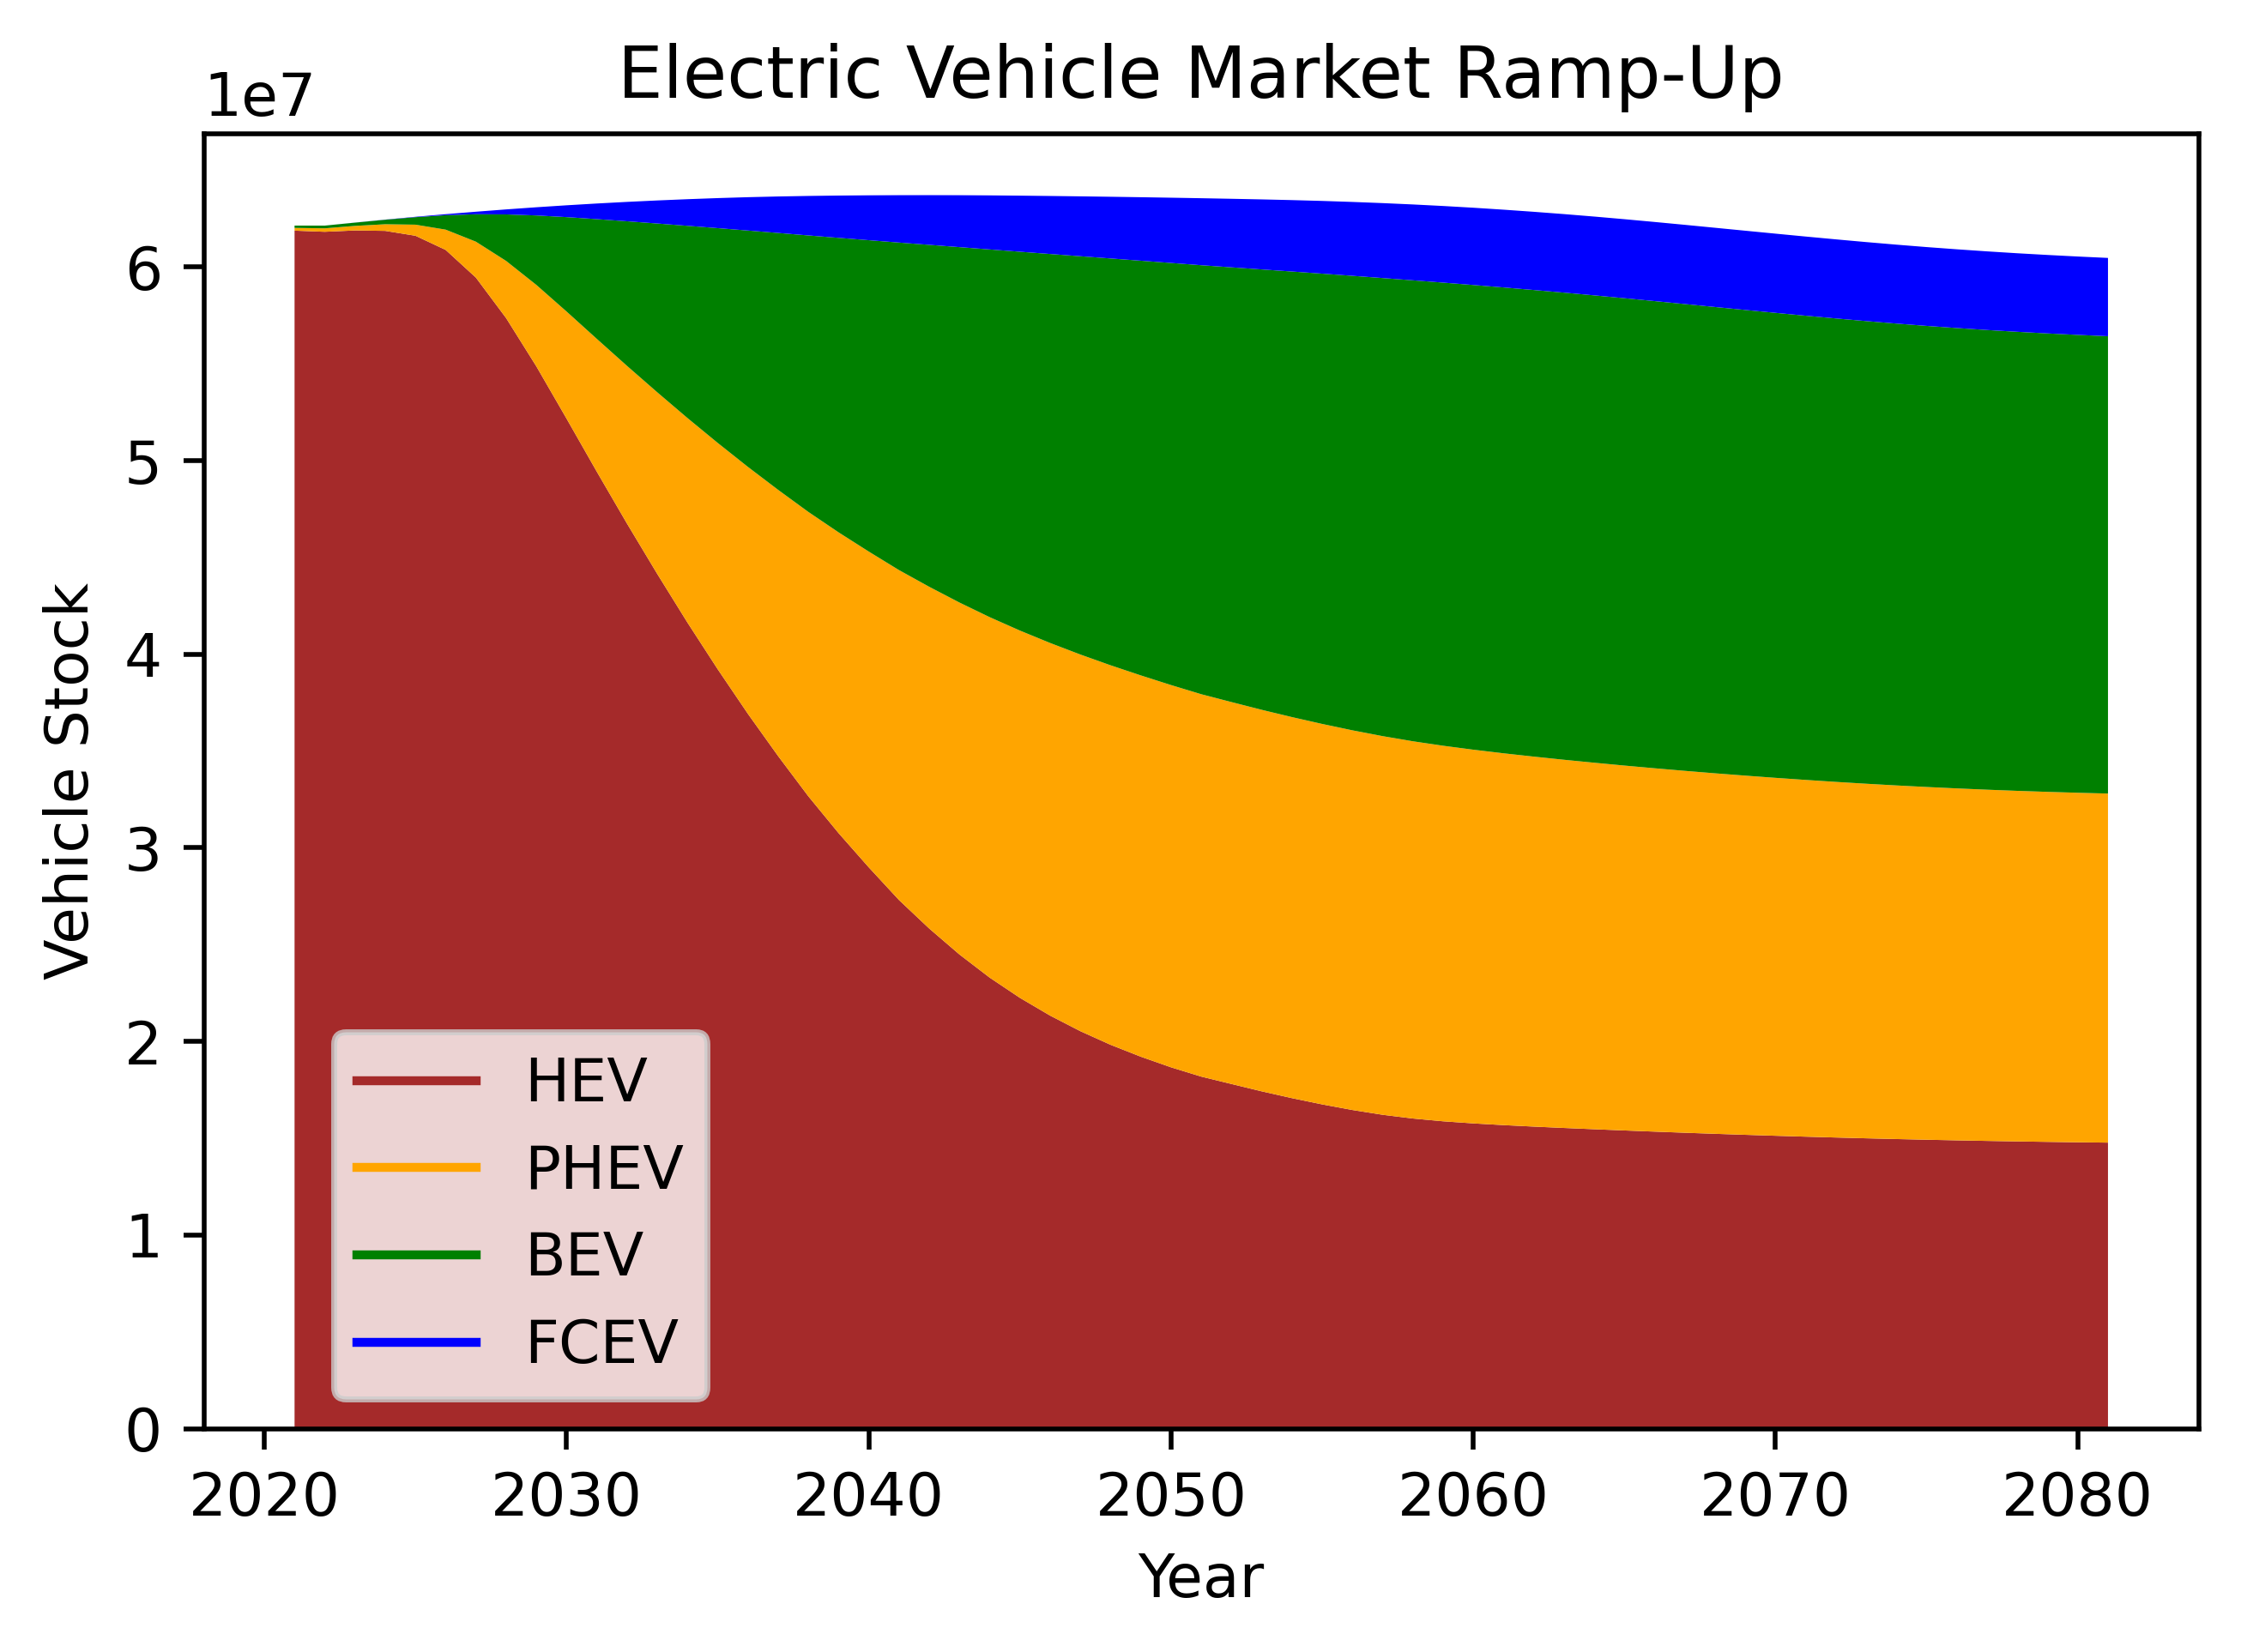 Electric Vehicle Market Ramp-Up
1e7
6
5
4
3
2
1
0
Vehicle Stock
HEV
PHEV
BEV
FCEV
2020 2030 2040 2050 2060 2070 2080
Year